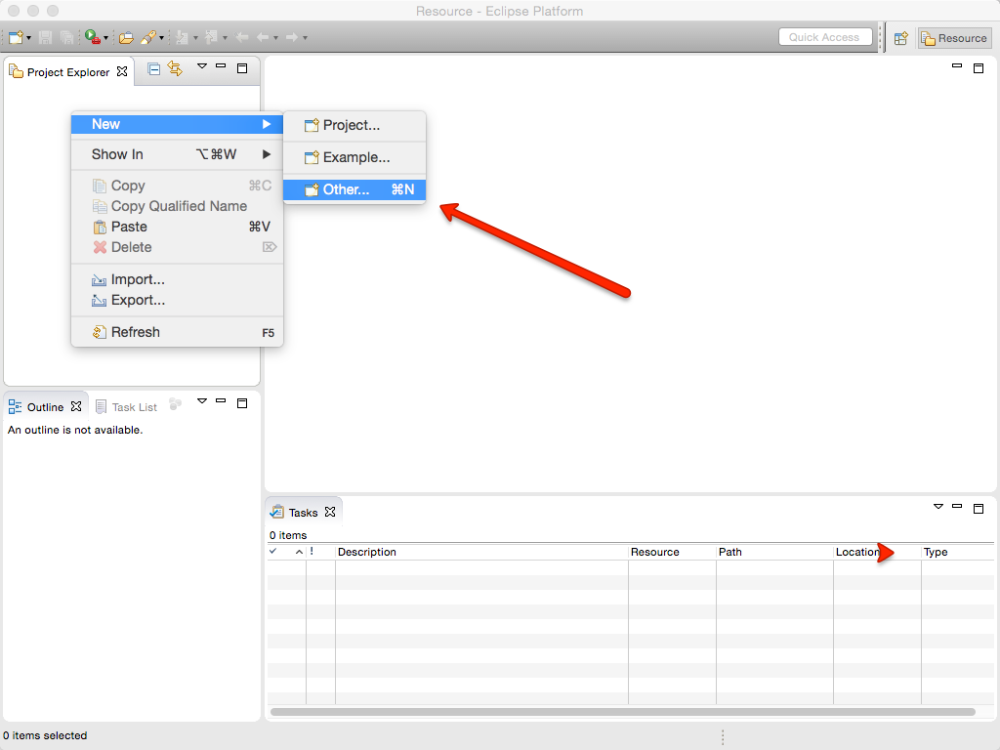 Resource - Eclipse Platform
Quick Access
Resource
Project Explorer
New
Show In ⌥⌘W
Copy ⌘C
Copy Qualified Name
Paste ⌘V
Delete ⌦
Import...
Export...
Refresh F5
Project...
Example...
Other... ⌘N
Outline
Task List
An outline is not available.
Tasks
0 items
! Description Resource Path Location Type
0 items selected